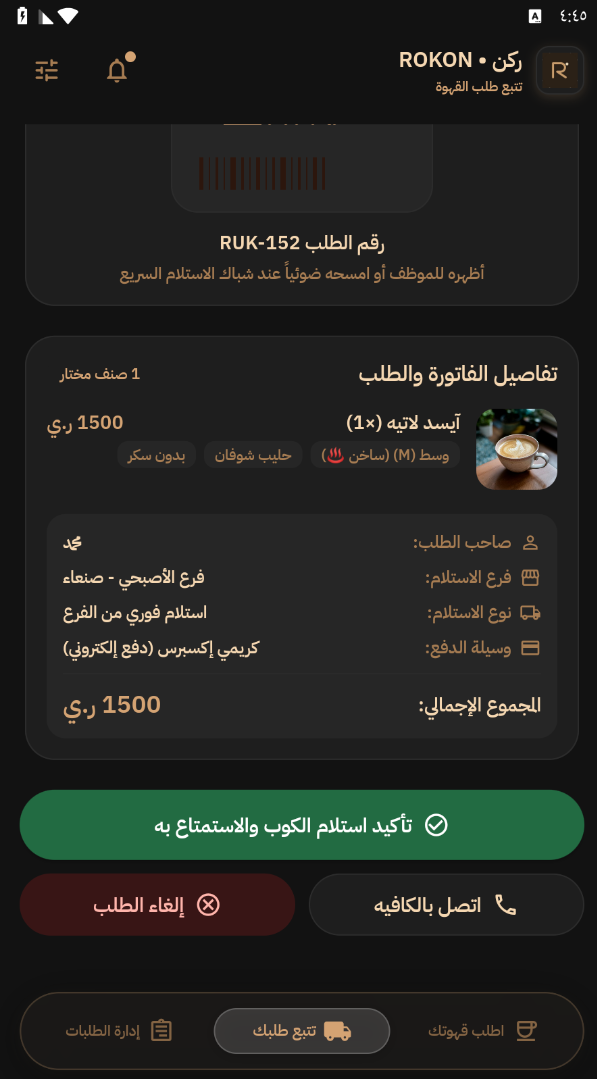 ٤:٤٥
ركن • ROKON
تتبع طلب القهوة
رقم الطلب RUK-152
أظهره للموظف أو امسحه ضوئياً عند شباك الاستلام السريع
تفاصيل الفاتورة والطلب
1 صنف مختار
آيسد لاتيه (×1)
1500 ر.ي
وسط (M) (ساخن ♨️)
حليب شوفان
بدون سكر
صاحب الطلب: محمد
فرع الاستلام: فرع الأصبحي - صنعاء
نوع الاستلام: استلام فوري من الفرع
وسيلة الدفع: كريمي إكسبرس (دفع إلكتروني)
المجموع الإجمالي: 1500 ر.ي
تأكيد استلام الكوب والاستمتاع به
اتصل بالكافيه
إلغاء الطلب
اطلب قهوتك
تتبع طلبك
إدارة الطلبات